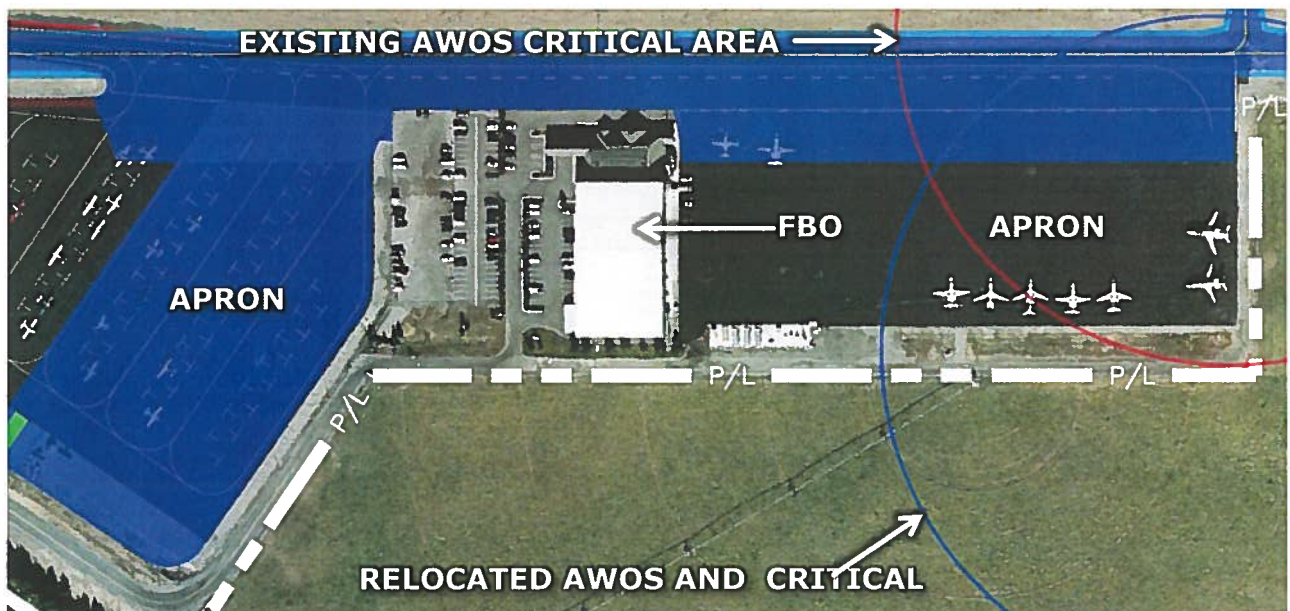 EXISTING AWOS CRITICAL AREA
P/L
FBO
APRON
APRON
P/L
P/L
P/L
RELOCATED AWOS AND CRITICAL